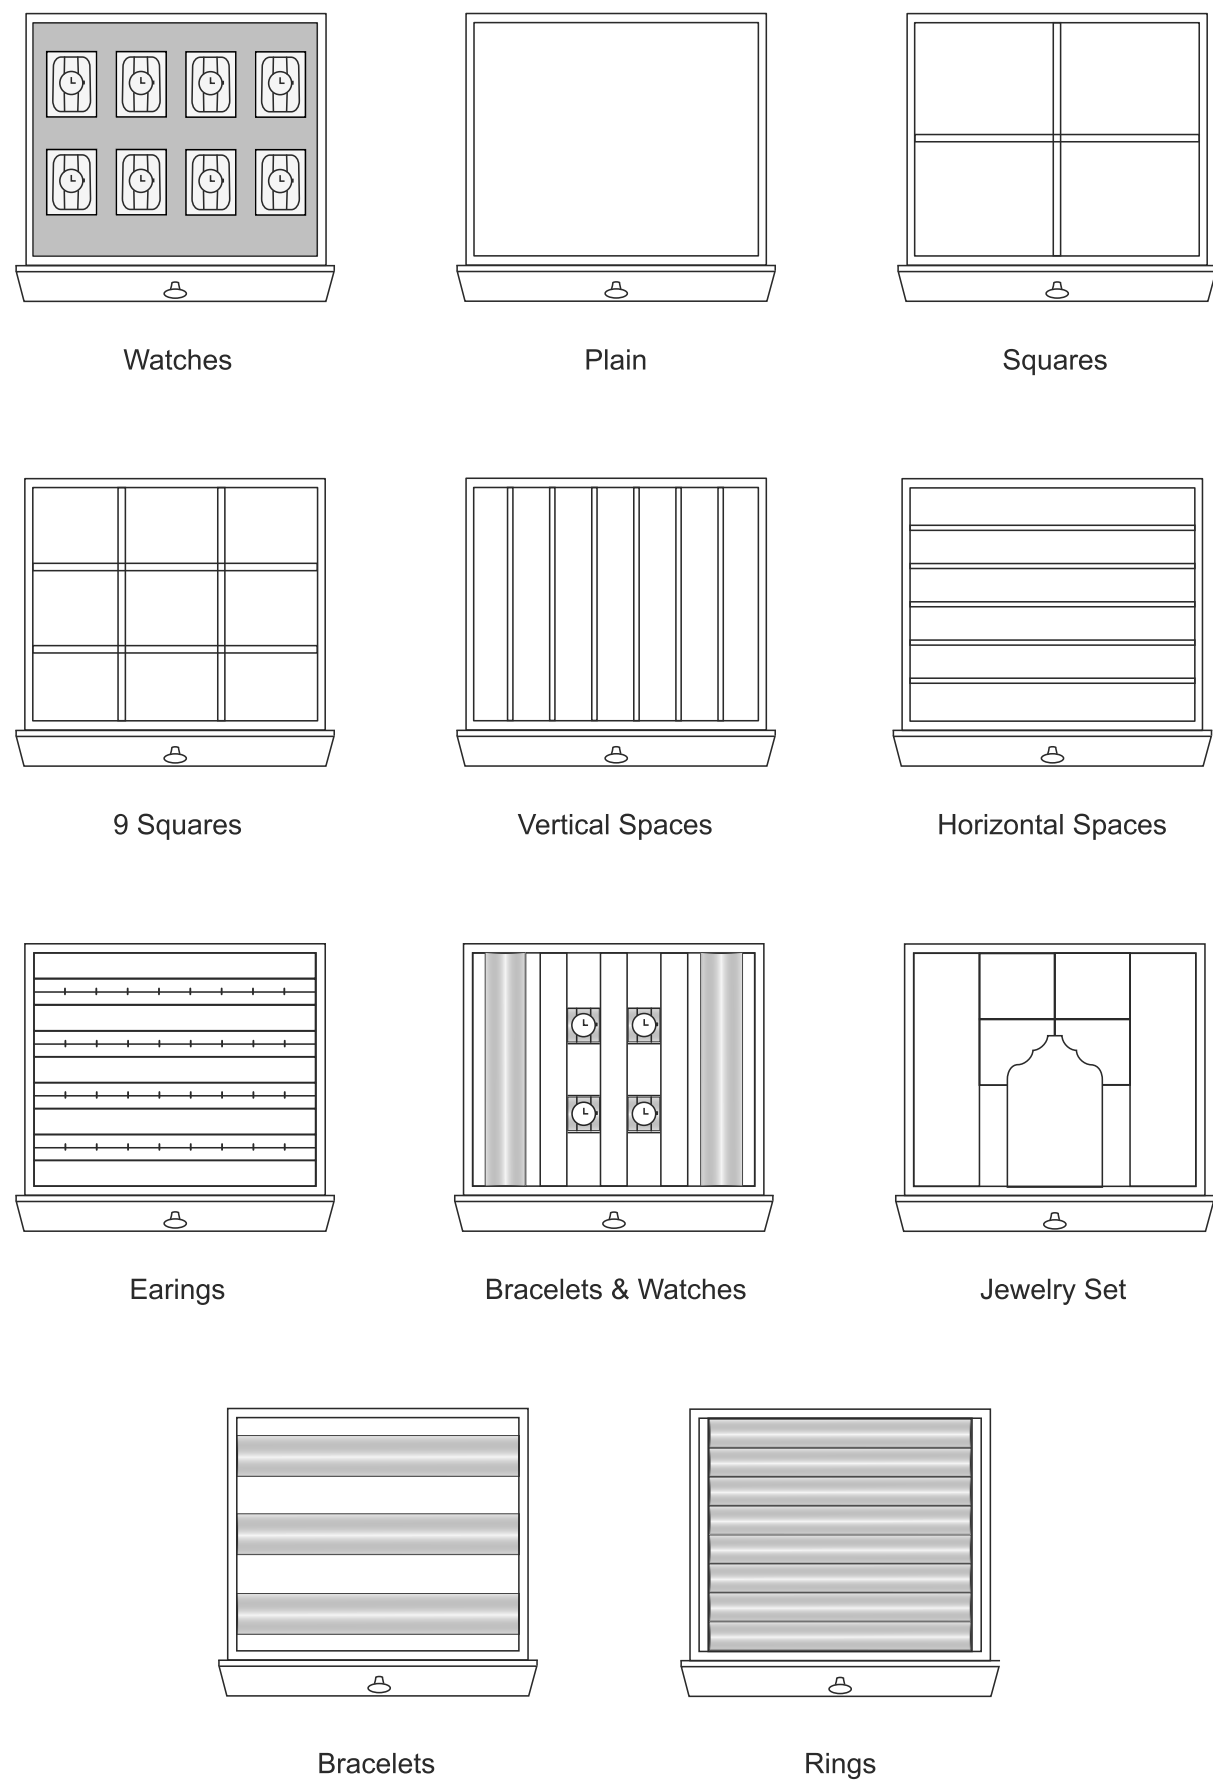 Watches
Plain
Squares
9 Squares
Vertical Spaces
Horizontal Spaces
Earings
Bracelets & Watches
Jewelry Set
Bracelets
Rings